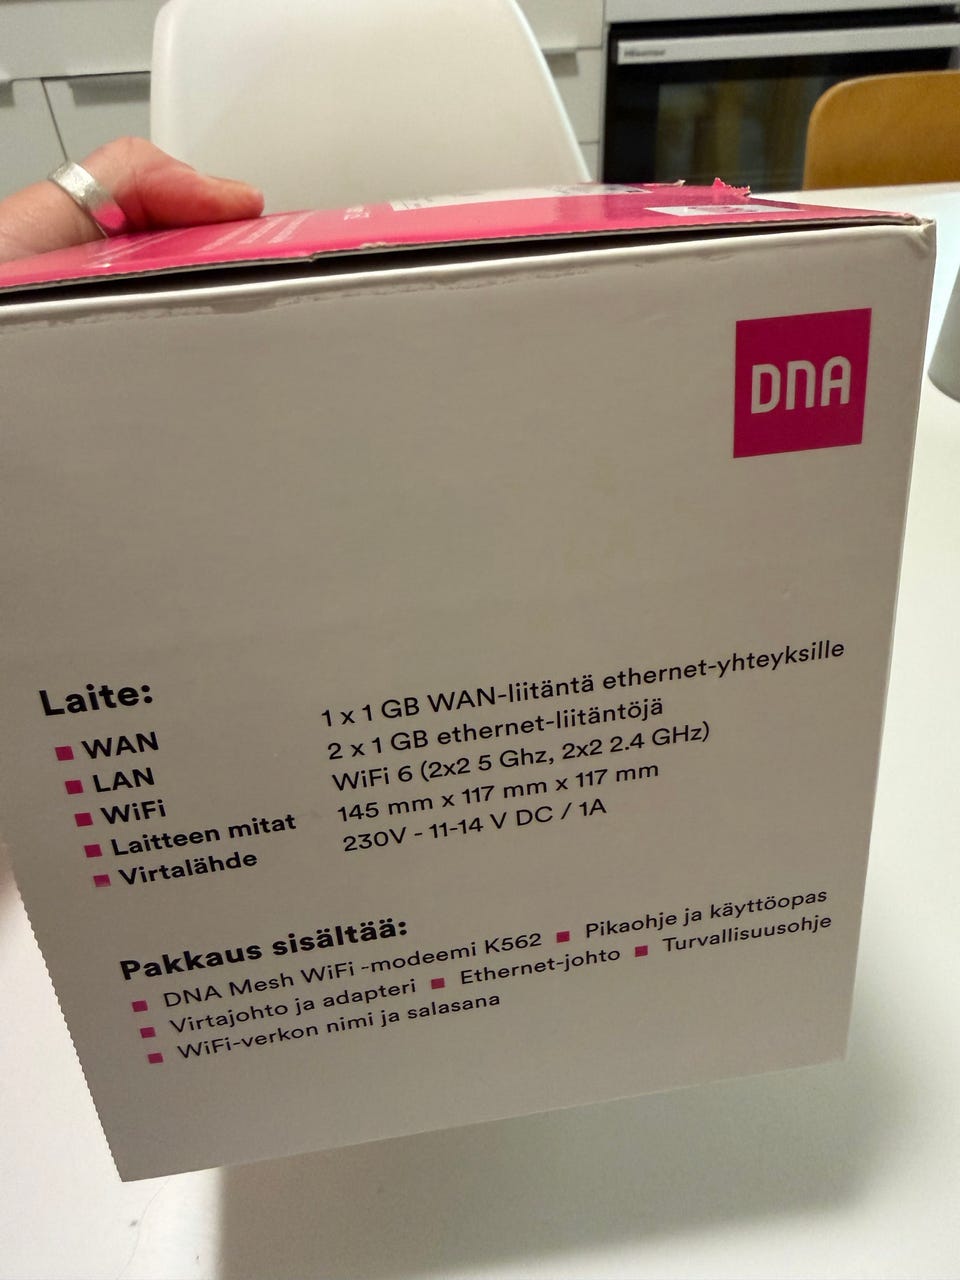 Hisense
DNA
Laite:
WAN 1 x 1 GB WAN-liitäntä ethernet-yhteyksille
LAN 2 x 1 GB ethernet-liitäntöjä
WiFi WiFi 6 (2x2 5 Ghz, 2x2 2.4 GHz)
Laitteen mitat 145 mm x 117 mm x 117 mm
Virtalähde 230V - 11-14 V DC / 1A
Pakkaus sisältää:
DNA Mesh WiFi -modeemi K562 Pikaohje ja käyttöopas
Virtajohto ja adapteri Ethernet-johto Turvallisuusohje
WiFi-verkon nimi ja salasana